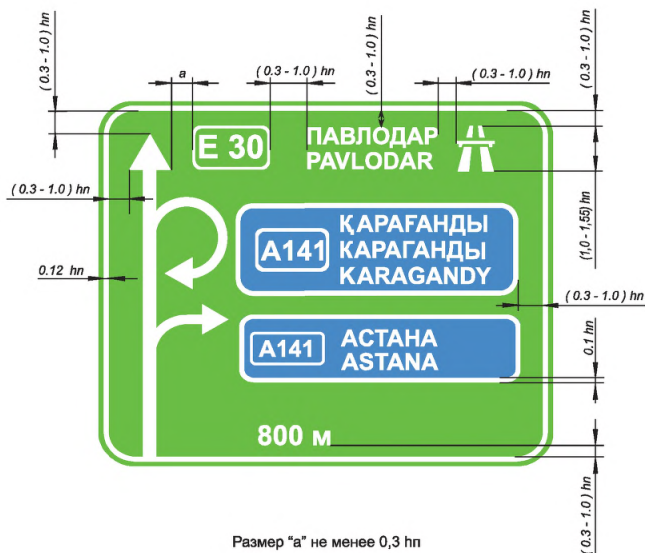 ( 0.3 - 1.0 ) hn
a
( 0.3 - 1.0 ) hn
( 0.3 - 1.0 ) hn
( 0.3 - 1.0 ) hn
( 0.3 - 1.0 ) hn
E 30
ПАВЛОДАР
PAVLODAR
( 0.3 - 1.0 ) hn
(1,0 - 1,55) hn
A141
ҚАРАҒАНДЫ
КАРАГАНДЫ
KARAGANDY
0.12 hn
( 0.3 - 1.0 ) hn
A141
АСТАНА
ASTANA
0.1 hn
800 м
( 0.3 - 1.0 ) hn
Размер “а” не менее 0,3 hп